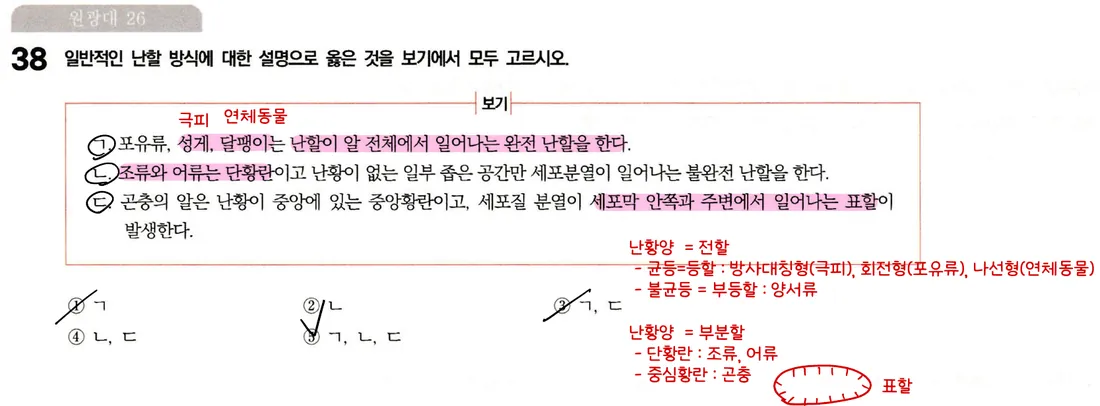 원광대 26
38 일반적인 난할 방식에 대한 설명으로 옳은 것을 보기에서 모두 고르시오.
보기
극피 연체동물
ㄱ. 포유류, 성게, 달팽이는 난할이 알 전체에서 일어나는 완전 난할을 한다.
ㄴ. 조류와 어류는 단황란이고 난황이 없는 일부 좁은 공간만 세포분열이 일어나는 불완전 난할을 한다.
ㄷ. 곤충의 알은 난황이 중앙에 있는 중앙황란이고, 세포질 분열이 세포막 안쪽과 주변에서 일어나는 표할이
발생한다.
난황양 = 전할
- 균등=등할 : 방사대칭형(극피), 회전형(포유류), 나선형(연체동물)
- 불균등 = 부등할 : 양서류
① ㄱ ② ㄴ ③ ㄱ, ㄷ
④ ㄴ, ㄷ ⑤ ㄱ, ㄴ, ㄷ
난황양 = 부분할
- 단황란 : 조류, 어류
- 중심황란 : 곤충
표할